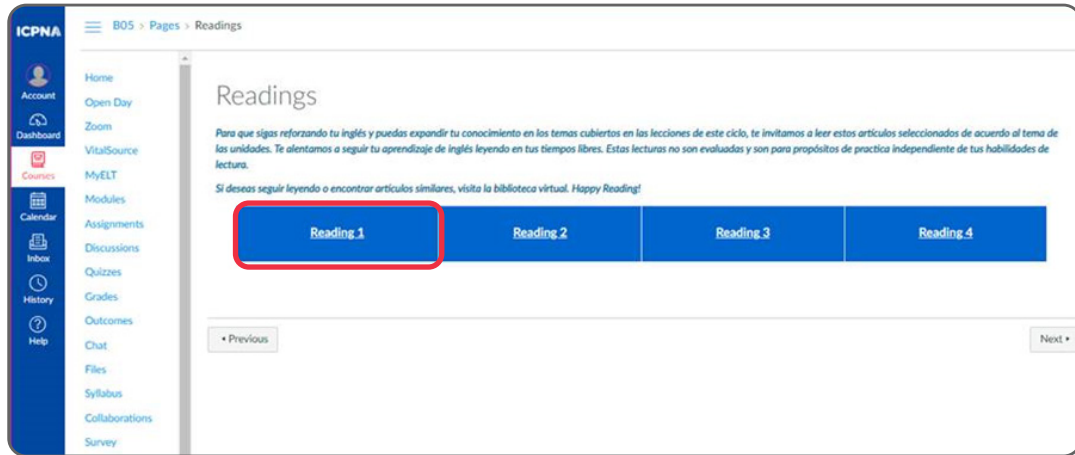 ICPNA
B05 > Pages > Readings
Account
Dashboard
Courses
Calendar
Inbox
History
Help
Home
Open Day
Zoom
VitalSource
MyELT
Modules
Assignments
Discussions
Quizzes
Grades
Outcomes
Chat
Files
Syllabus
Collaborations
Survey
Readings
Para que sigas reforzando tu inglés y puedas expandir tu conocimiento en los temas cubiertos en las lecciones de este ciclo, te invitamos a leer estos artículos seleccionados de acuerdo al tema de
las unidades. Te alentamos a seguir tu aprendizaje de inglés leyendo en tus tiempos libres. Estas lecturas no son evaluadas y son para propósitos de practica independiente de tus habilidades de
lectura.
Si deseas seguir leyendo o encontrar artículos similares, visita la biblioteca virtual. Happy Reading!
Reading 1 Reading 2 Reading 3 Reading 4
◂ Previous Next ▸